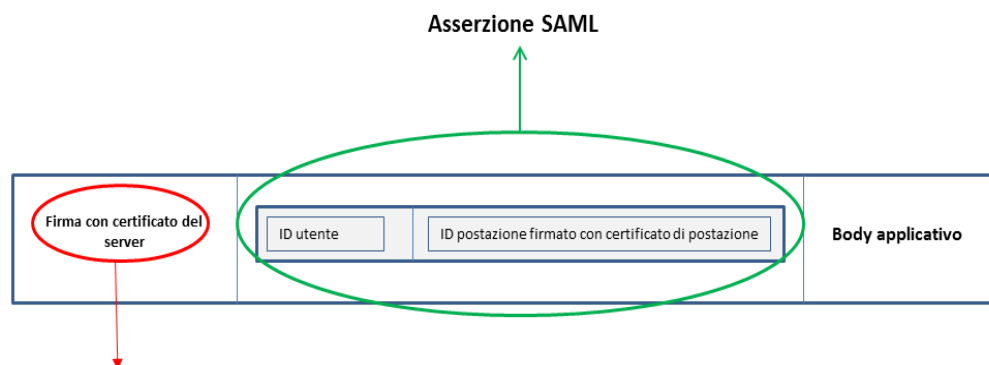 Asserzione SAML
Firma con certificato del
server
ID utente
ID postazione firmato con certificato di postazione
Body applicativo